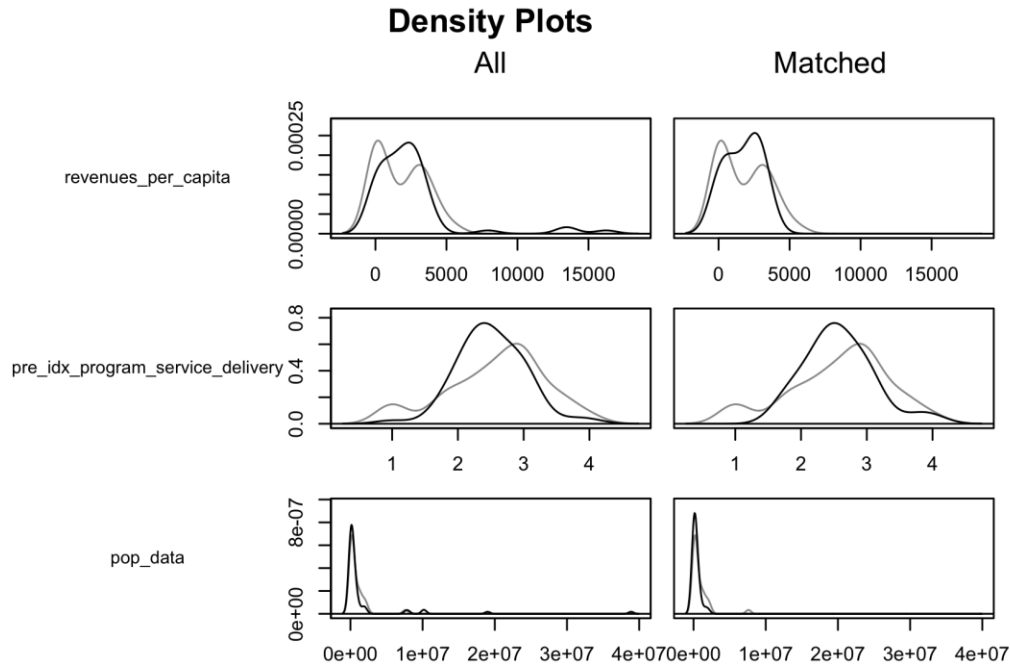 Density Plots
All Matched
revenues_per_capita
0.00000 0.00025
0 5000 10000 15000 0 5000 10000 15000
pre_idx_program_service_delivery
0.0 0.4 0.8
1 2 3 4 1 2 3 4
pop_data
0e+00 8e-07
0e+00 1e+07 2e+07 3e+07 4e+07 0e+00 1e+07 2e+07 3e+07 4e+07